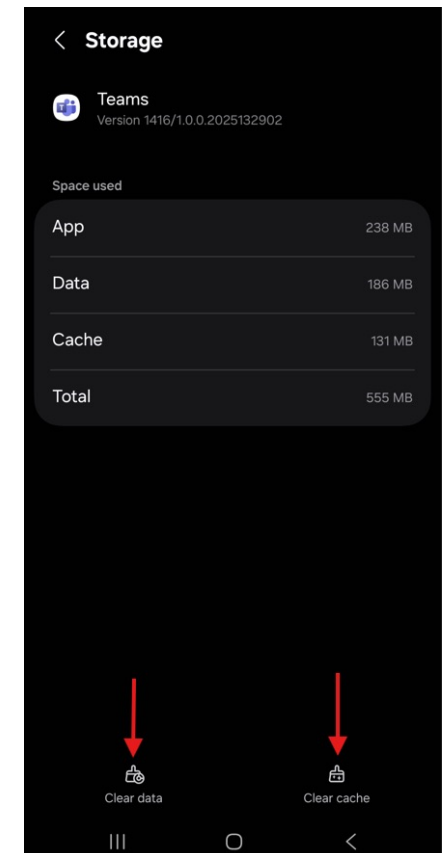 Storage
Teams
Version 1416/1.0.0.2025132902
Space used
App 238 MB
Data 186 MB
Cache 131 MB
Total 555 MB
Clear data Clear cache